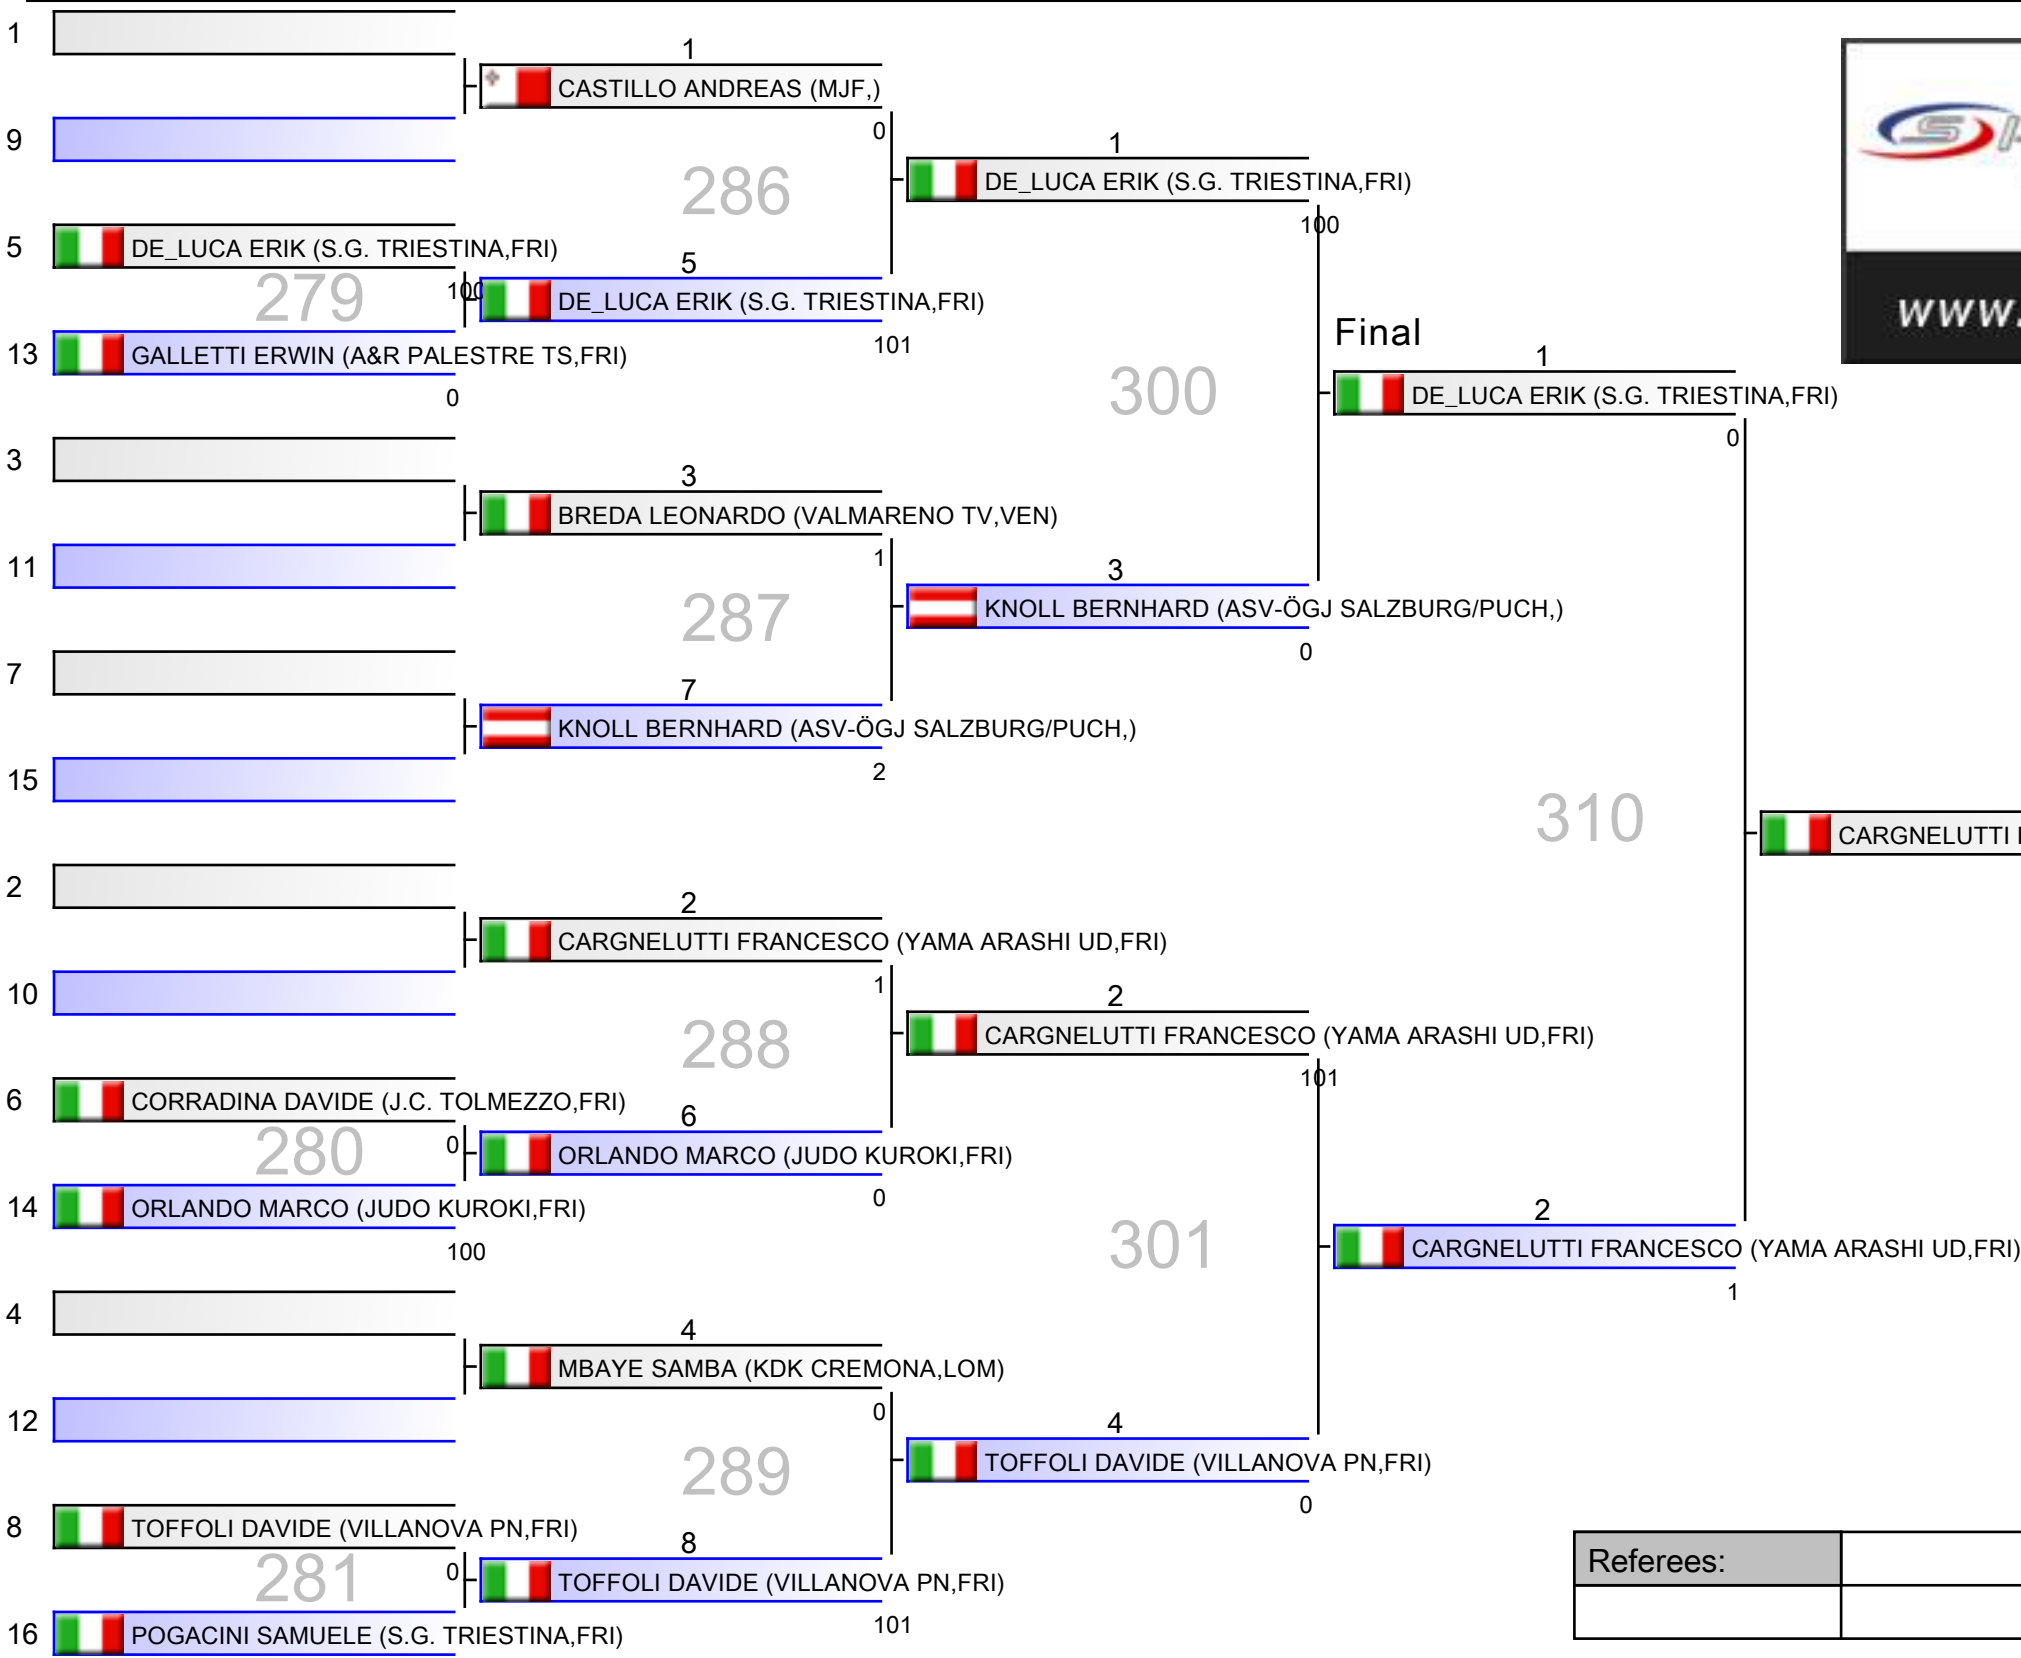 1
1
CASTILLO ANDREAS (MJF,)
0
9
1
286
DE_LUCA ERIK (S.G. TRIESTINA,FRI)
100
5
DE_LUCA ERIK (S.G. TRIESTINA,FRI)
5
279
100
DE_LUCA ERIK (S.G. TRIESTINA,FRI)
101
13
GALLETTI ERWIN (A&R PALESTRE TS,FRI)
0
www.
Final
1
300
DE_LUCA ERIK (S.G. TRIESTINA,FRI)
0
3
3
BREDA LEONARDO (VALMARENO TV,VEN)
1
11
3
287
KNOLL BERNHARD (ASV-ÖGJ SALZBURG/PUCH,)
0
7
7
KNOLL BERNHARD (ASV-ÖGJ SALZBURG/PUCH,)
2
15
310
CARGNELUTTI
2
2
CARGNELUTTI FRANCESCO (YAMA ARASHI UD,FRI)
1
10
2
288
CARGNELUTTI FRANCESCO (YAMA ARASHI UD,FRI)
101
6
CORRADINA DAVIDE (J.C. TOLMEZZO,FRI)
6
280
0
ORLANDO MARCO (JUDO KUROKI,FRI)
0
14
ORLANDO MARCO (JUDO KUROKI,FRI)
100
301
2
CARGNELUTTI FRANCESCO (YAMA ARASHI UD,FRI)
1
4
4
MBAYE SAMBA (KDK CREMONA,LOM)
0
12
4
289
TOFFOLI DAVIDE (VILLANOVA PN,FRI)
0
8
TOFFOLI DAVIDE (VILLANOVA PN,FRI)
8
281
0
TOFFOLI DAVIDE (VILLANOVA PN,FRI)
101
16
POGACINI SAMUELE (S.G. TRIESTINA,FRI)
Referees: